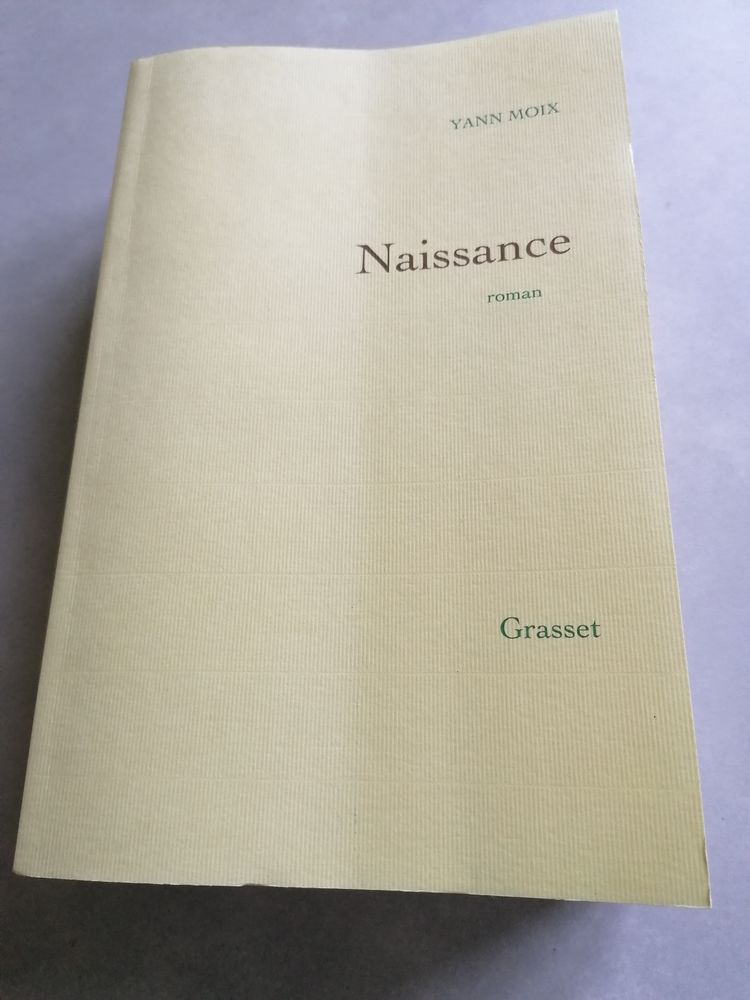 YANN MOIX
Naissance
roman
Grasset